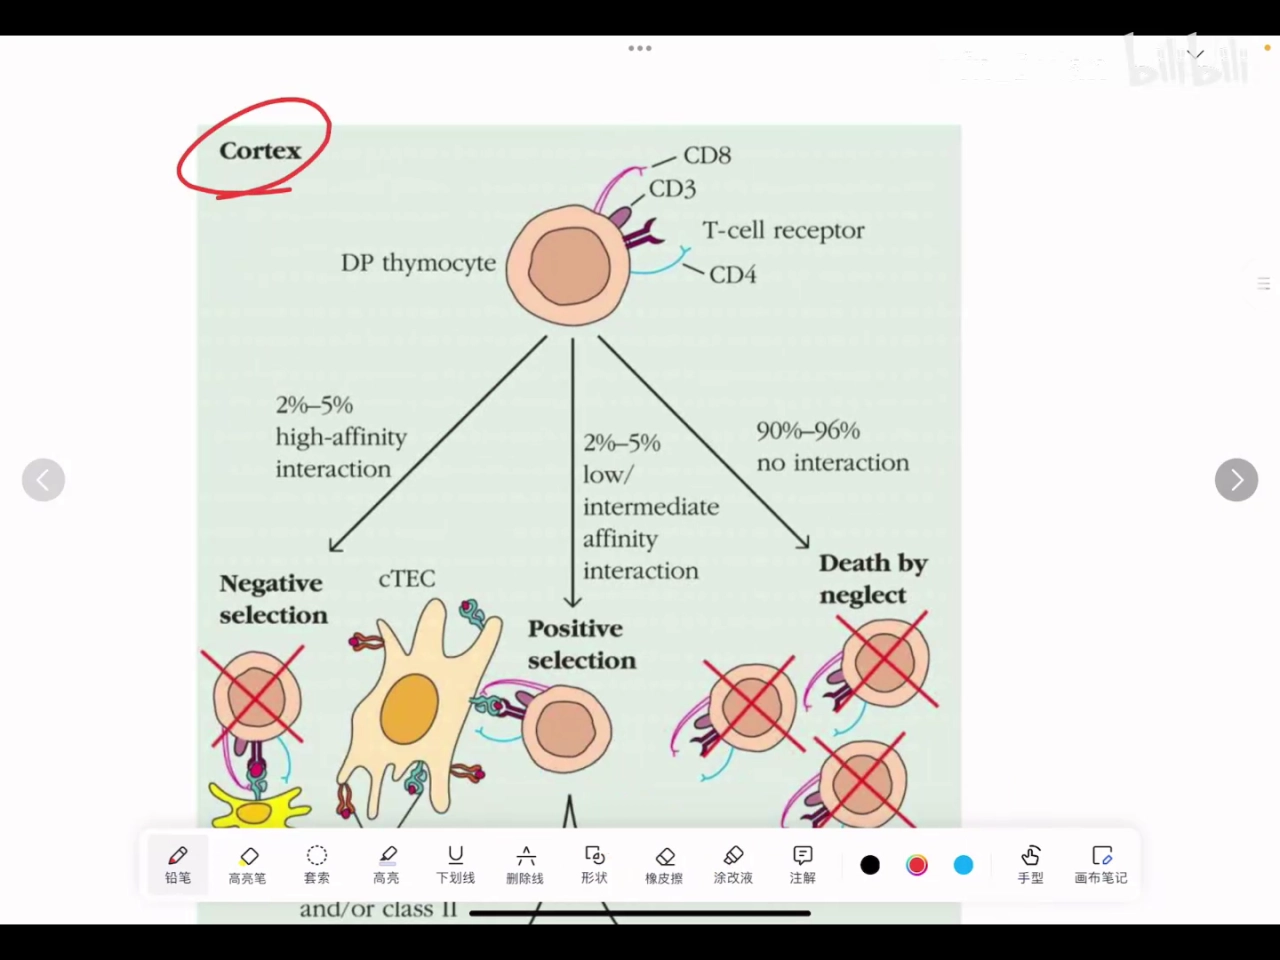 bilibili
Cortex
CD8
CD3
T-cell receptor
DP thymocyte
CD4
2%–5%
high-affinity
interaction
2%–5%
low/
intermediate
affinity
interaction
90%–96%
no interaction
Negative
selection
cTEC
Positive
selection
Death by
neglect
铅笔
高亮笔
套索
高亮
下划线
删除线
形状
橡皮擦
涂改液
注解
手型
画布笔记
and/or class II